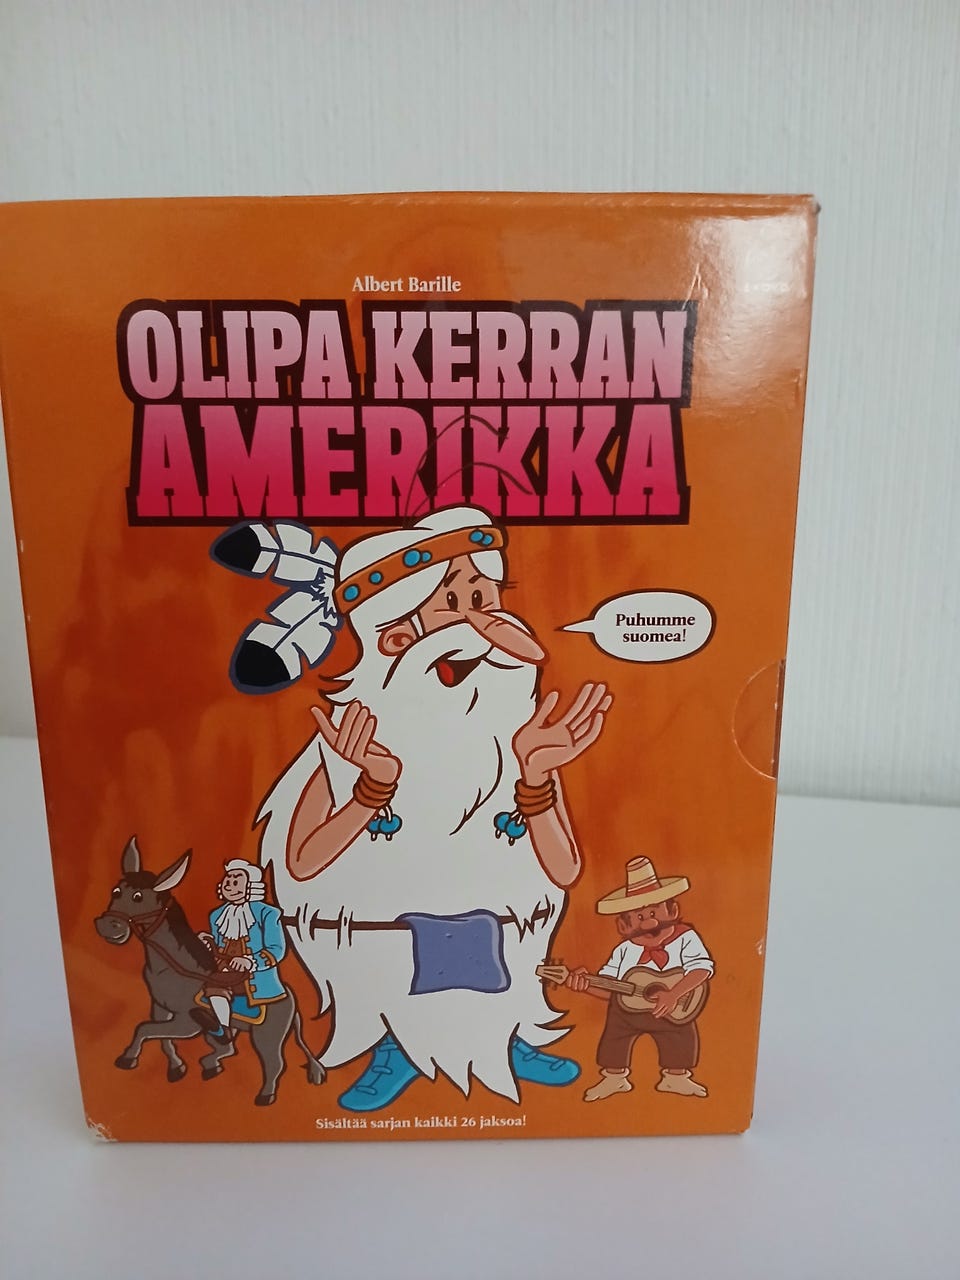 Albert Barille
OLIPA KERRAN
AMERIKKA
Puhumme
suomea!
Sisältää sarjan kaikki 26 jaksoa!